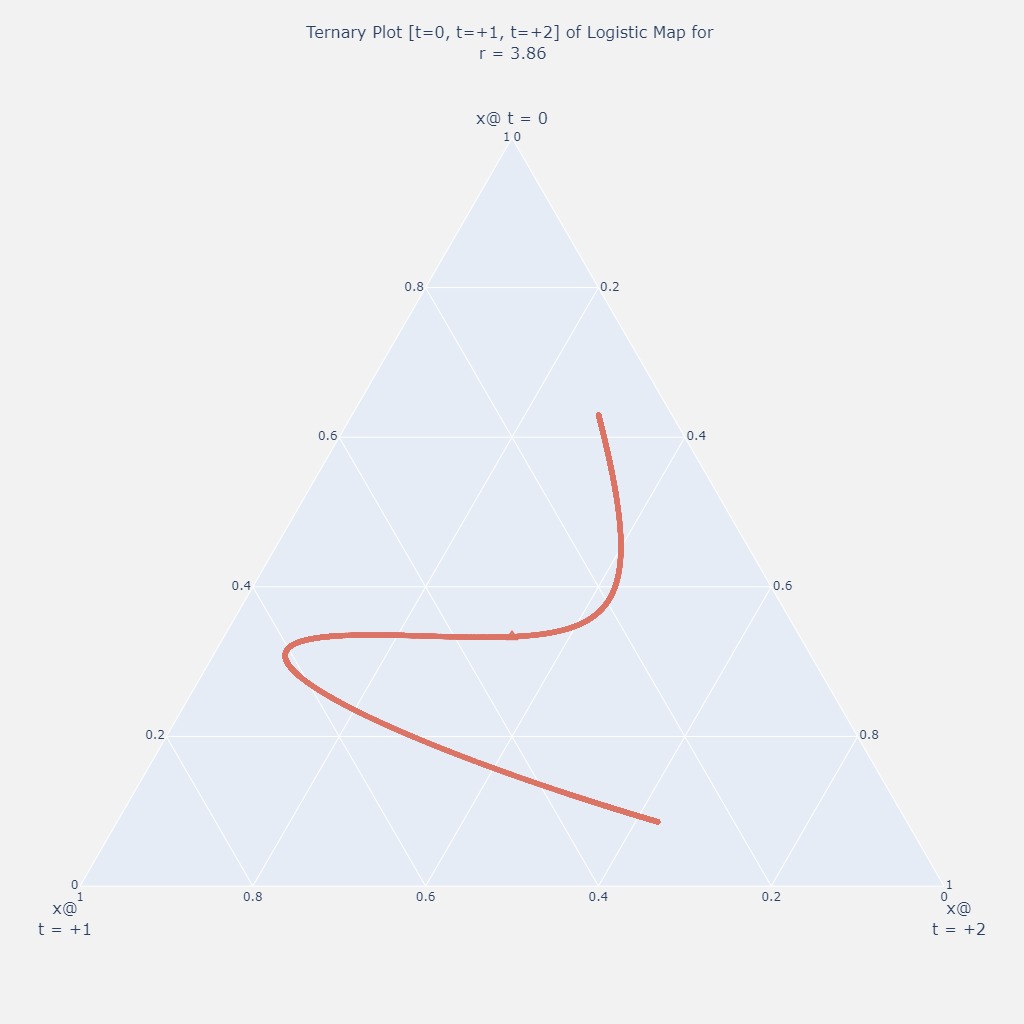 Ternary Plot [t=0, t=+1, t=+2] of Logistic Map for
r = 3.86
x@ t = 0
1 0
0.8 0.2
0.6 0.4
0.4 0.6
0.2 0.8
0 1
1 0.8 0.6 0.4 0.2 0
x@ x@
t = +1 t = +2